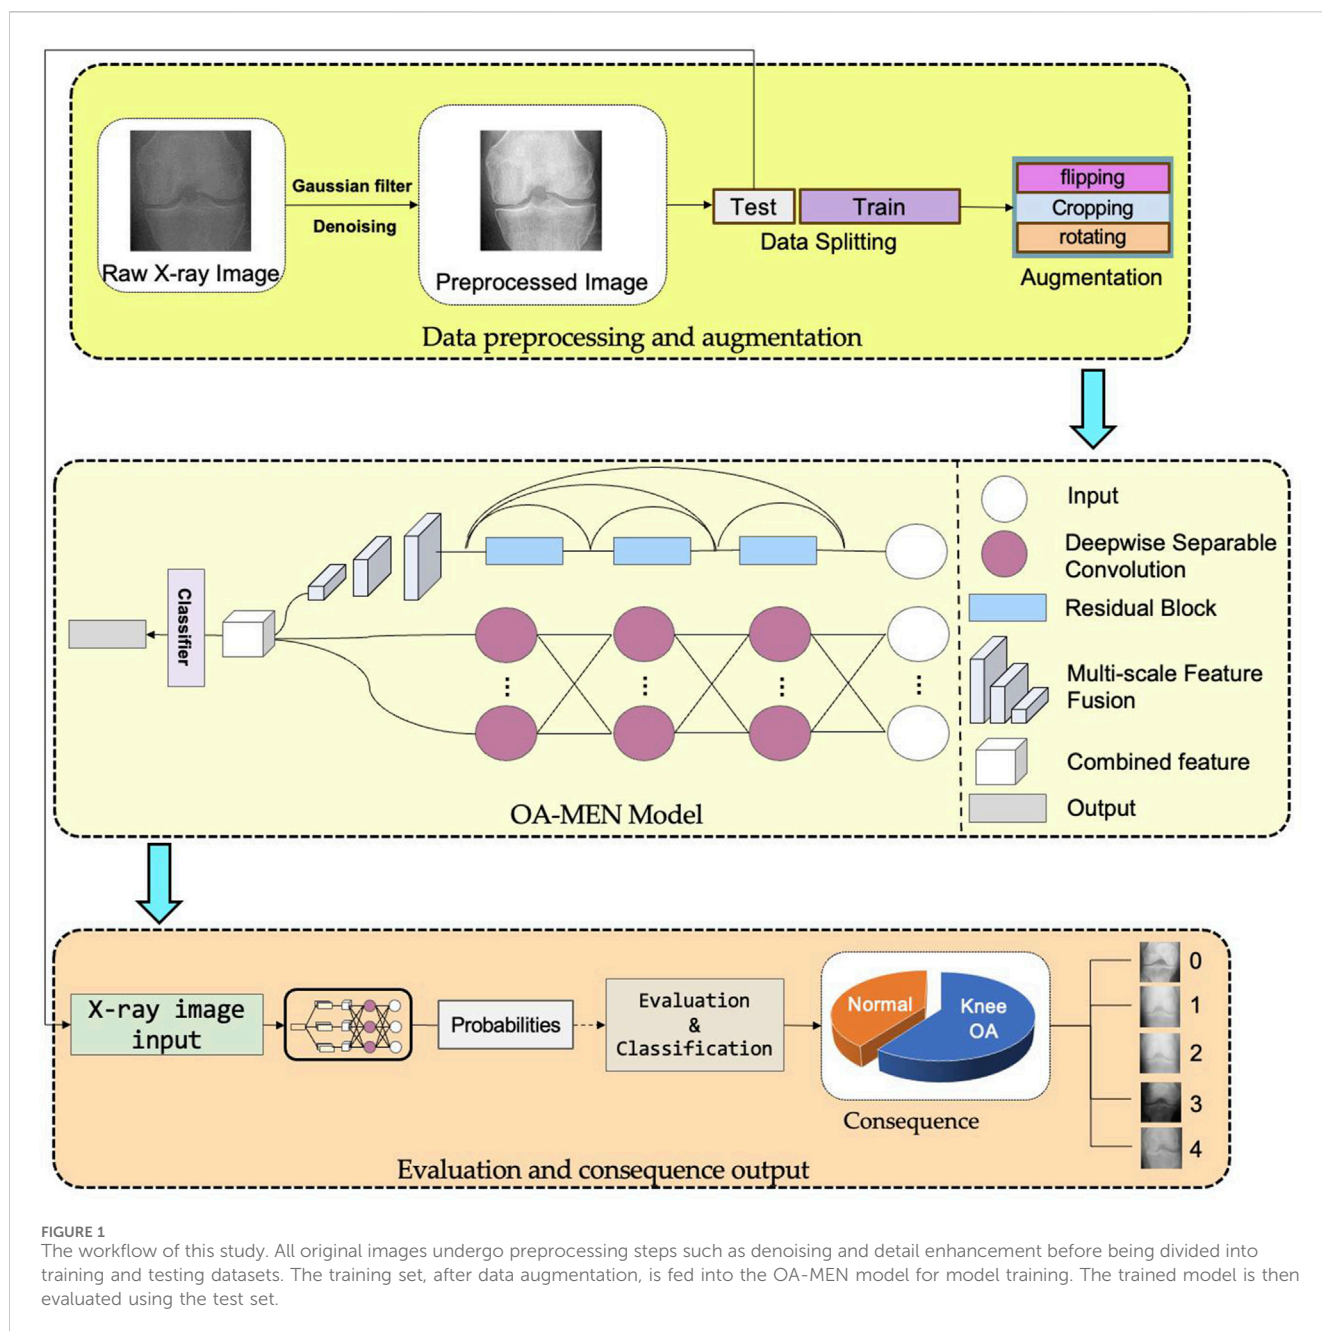 Gaussian filter
Denoising
Raw X-ray Image
Preprocessed Image
Test
Train
Data Splitting
flipping
Cropping
rotating
Augmentation
Data preprocessing and augmentation
Classifier
OA-MEN Model
Input
Deepwise Separable
Convolution
Residual Block
Multi-scale Feature
Fusion
Combined feature
Output
X-ray image
input
Probabilities
Evaluation
&
Classification
Normal
Knee
OA
Consequence
0
1
2
3
4
Evaluation and consequence output
FIGURE 1
The workflow of this study. All original images undergo preprocessing steps such as denoising and detail enhancement before being divided into
training and testing datasets. The training set, after data augmentation, is fed into the OA-MEN model for model training. The trained model is then
evaluated using the test set.